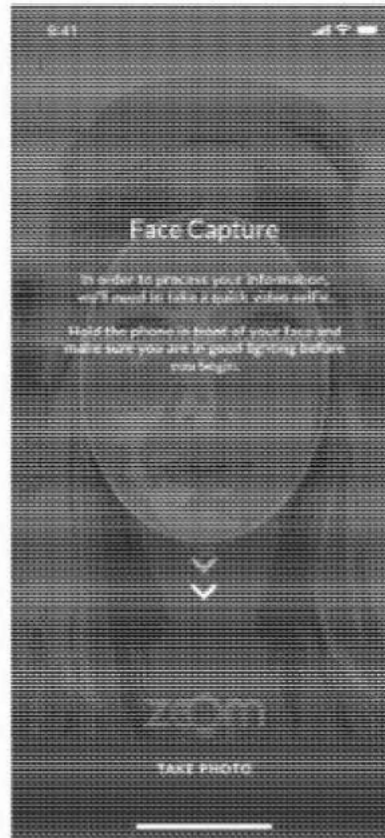 9:41
Face Capture
In order to process your information,
we'll need to take a quick video selfie.
Hold the phone in front of your face and
make sure you are in good lighting before
you begin.
zoom
TAKE PHOTO